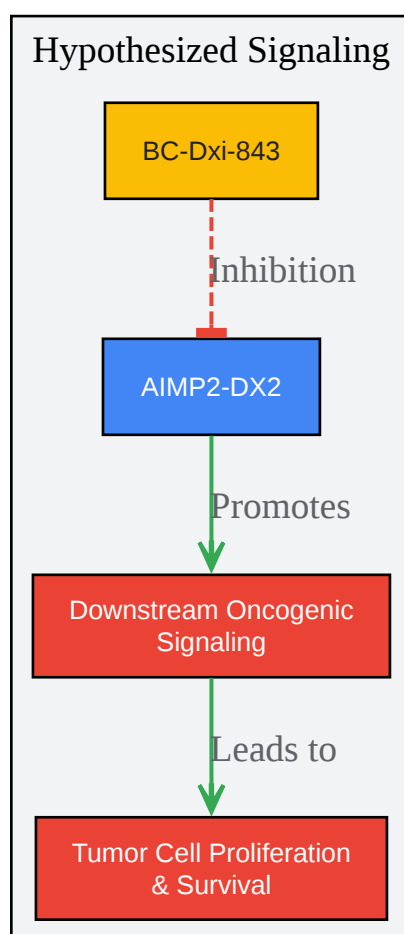 Hypothesized Signaling
BC-Dxi-843
Inhibition
AIMP2-DX2
Promotes
Downstream Oncogenic
Signaling
Leads to
Tumor Cell Proliferation
& Survival